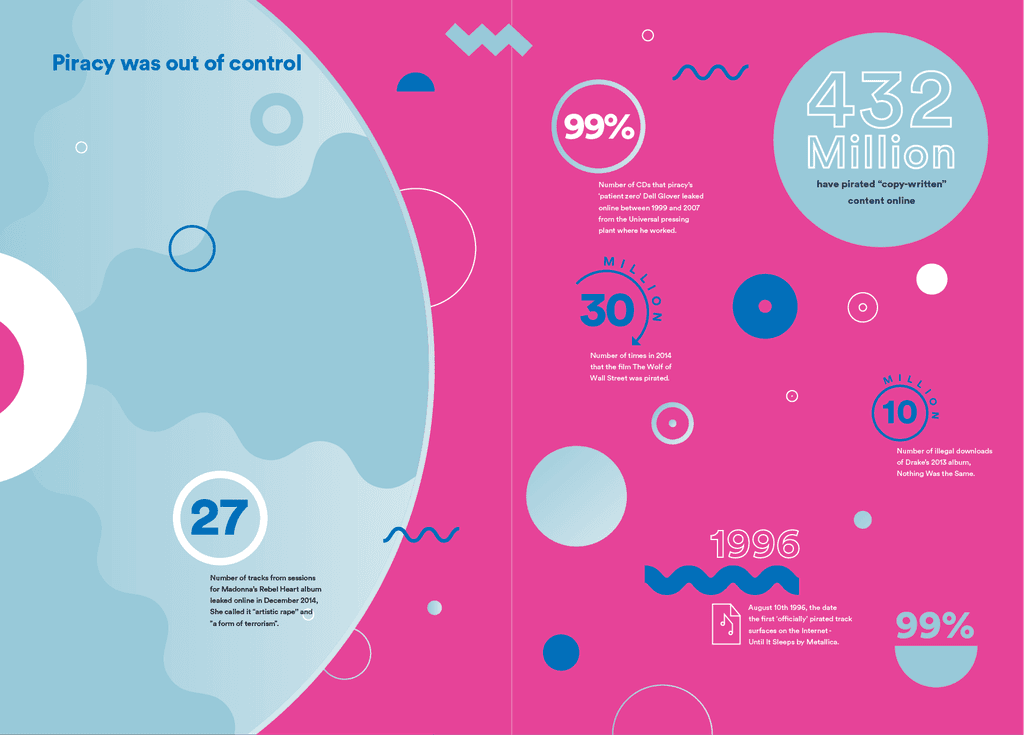 Piracy was out of control
27
Number of tracks from sessions
for Madonna's Rebel Heart album
leaked online in December 2014,
She called it "artistic rape" and
"a form of terrorism".
99%
Number of CDs that piracy's
'patient zero' Dell Glover leaked
online between 1999 and 2007
from the Universal pressing
plant where he worked.
432
Million
have pirated "copy-written"
content online
MILLION
30
Number of times in 2014
that the film The Wolf of
Wall Street was pirated.
MILLION
10
Number of illegal downloads
of Drake's 2013 album,
Nothing Was the Same.
1996
August 10th 1996, the date
the first 'officially' pirated track
surfaces on the Internet -
Until It Sleeps by Metallica.
99%